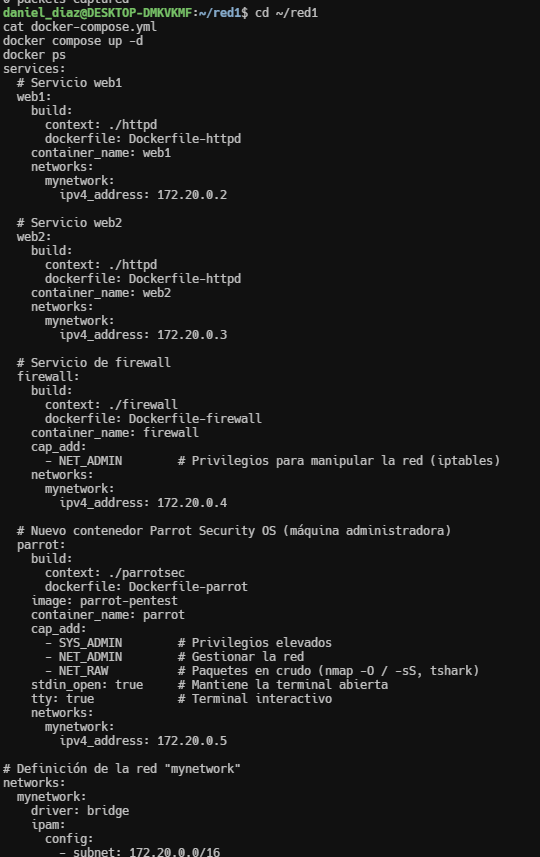 0 packets captured
daniel_diaz@DESKTOP-DMKVKMF:~/red1$ cd ~/red1
cat docker-compose.yml
docker compose up -d
docker ps
services:
  # Servicio web1
  web1:
    build:
      context: ./httpd
      dockerfile: Dockerfile-httpd
    container_name: web1
    networks:
      mynetwork:
        ipv4_address: 172.20.0.2

  # Servicio web2
  web2:
    build:
      context: ./httpd
      dockerfile: Dockerfile-httpd
    container_name: web2
    networks:
      mynetwork:
        ipv4_address: 172.20.0.3

  # Servicio de firewall
  firewall:
    build:
      context: ./firewall
      dockerfile: Dockerfile-firewall
    container_name: firewall
    cap_add:
      - NET_ADMIN        # Privilegios para manipular la red (iptables)
    networks:
      mynetwork:
        ipv4_address: 172.20.0.4

  # Nuevo contenedor Parrot Security OS (máquina administradora)
  parrot:
    build:
      context: ./parrotsec
      dockerfile: Dockerfile-parrot
    image: parrot-pentest
    container_name: parrot
    cap_add:
      - SYS_ADMIN        # Privilegios elevados
      - NET_ADMIN        # Gestionar la red
      - NET_RAW          # Paquetes en crudo (nmap -O / -sS, tshark)
    stdin_open: true     # Mantiene la terminal abierta
    tty: true            # Terminal interactivo
    networks:
      mynetwork:
        ipv4_address: 172.20.0.5

# Definición de la red "mynetwork"
networks:
  mynetwork:
    driver: bridge
    ipam:
      config:
        - subnet: 172.20.0.0/16